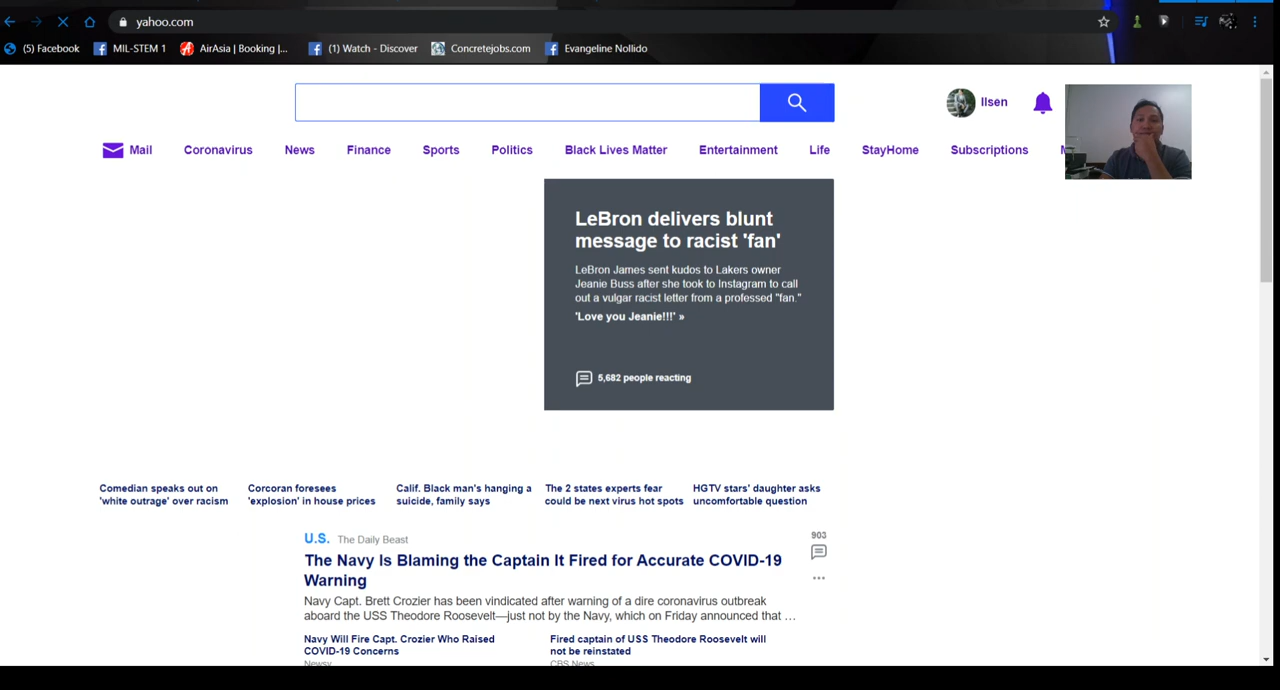 yahoo.com
(5) Facebook
MIL-STEM 1
AirAsia | Booking |...
(1) Watch - Discover
Concretejobs.com
Evangeline Nollido
Ilsen
Mail
Coronavirus
News
Finance
Sports
Politics
Black Lives Matter
Entertainment
Life
StayHome
Subscriptions
LeBron delivers blunt
message to racist 'fan'
LeBron James sent kudos to Lakers owner
Jeanie Buss after she took to Instagram to call
out a vulgar racist letter from a professed "fan."
'Love you Jeanie!!!' »
5,682 people reacting
Comedian speaks out on
'white outrage' over racism
Corcoran foresees
'explosion' in house prices
Calif. Black man's hanging a
suicide, family says
The 2 states experts fear
could be next virus hot spots
HGTV stars' daughter asks
uncomfortable question
U.S. The Daily Beast
903
The Navy Is Blaming the Captain It Fired for Accurate COVID-19
Warning
Navy Capt. Brett Crozier has been vindicated after warning of a dire coronavirus outbreak
aboard the USS Theodore Roosevelt—just not by the Navy, which on Friday announced that …
Navy Will Fire Capt. Crozier Who Raised
COVID-19 Concerns
Newsy
Fired captain of USS Theodore Roosevelt will
not be reinstated
CBS News